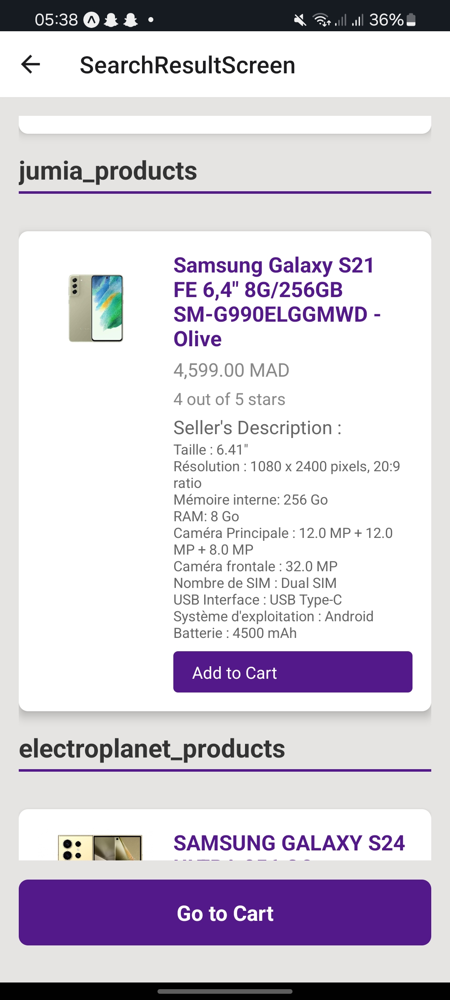 05:38
36%
SearchResultScreen
jumia_products
Samsung Galaxy S21
FE 6,4" 8G/256GB
SM-G990ELGGMWD -
Olive
4,599.00 MAD
4 out of 5 stars
Seller's Description :
Taille : 6.41"
Résolution : 1080 x 2400 pixels, 20:9
ratio
Mémoire interne: 256 Go
RAM: 8 Go
Caméra Principale : 12.0 MP + 12.0
MP + 8.0 MP
Caméra frontale : 32.0 MP
Nombre de SIM : Dual SIM
USB Interface : USB Type-C
Système d'exploitation : Android
Batterie : 4500 mAh
Add to Cart
electroplanet_products
SAMSUNG GALAXY S24
Go to Cart